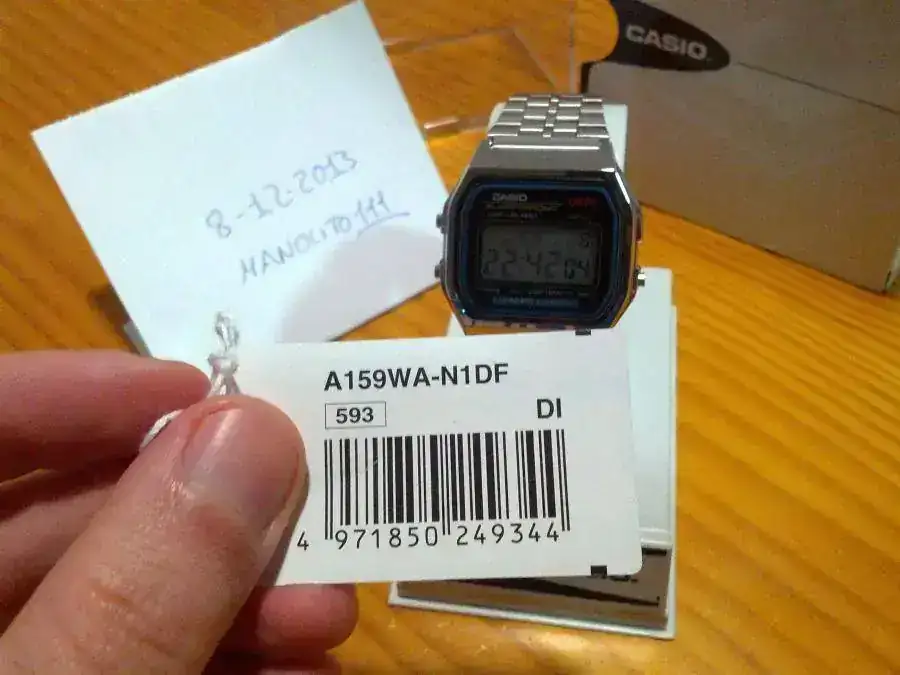 CASIO
8-12-2013
MANOLITO111
CASIO
22-42 04
A159WA-N1DF
593
DI
4 971850 249344